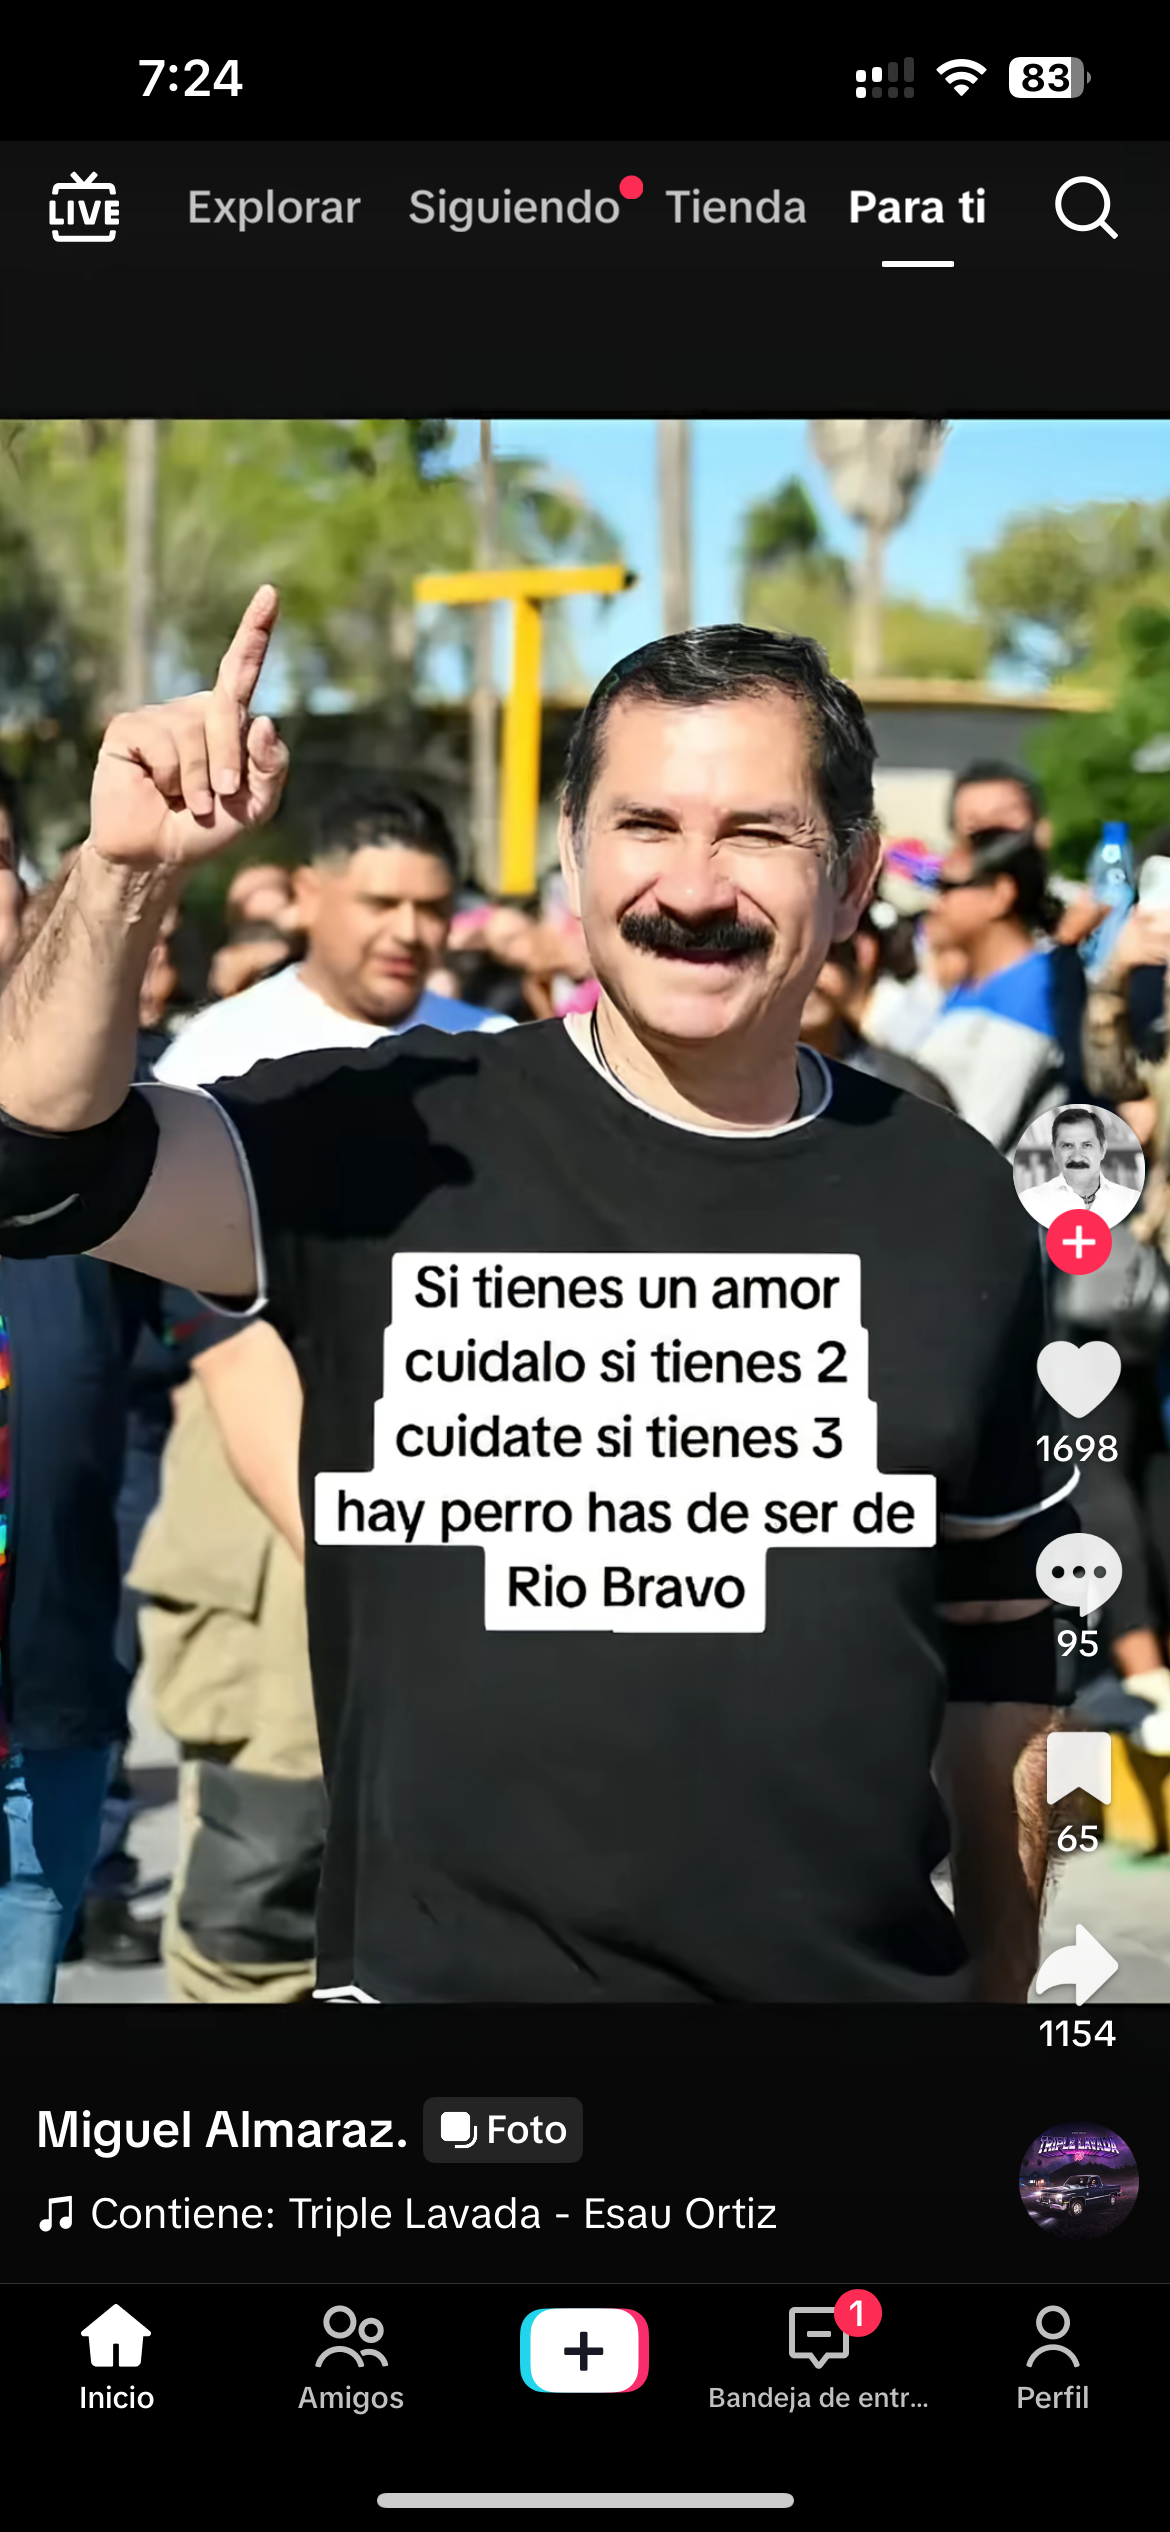 7:24
83
LIVE
Explorar
Siguiendo
Tienda
Para ti
Si tienes un amor
cuidalo si tienes 2
cuidate si tienes 3
hay perro has de ser de
Rio Bravo
1698
95
65
1154
Miguel Almaraz.
Foto
Contiene: Triple Lavada - Esau Ortiz
TRIPLE LAVADA
Inicio
Amigos
1
Bandeja de entr...
Perfil